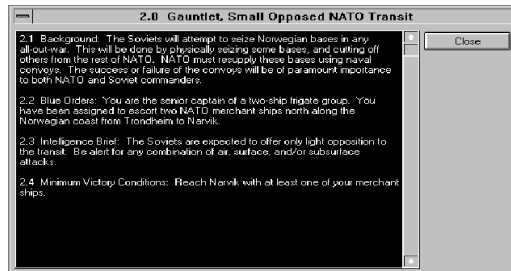 2.0 Gauntlet, Small Opposed NATO Transit
2.1 Background: The Soviets will attempt to seize Norwegian bases in any
all-out-war. This will be done by physically seizing some bases, and cutting off
others from the rest of NATO. NATO must resupply these bases using naval
convoys. The success or failure of the convoys will be of paramount importance
to both NATO and Soviet commanders.
2.2 Blue Orders: You are the senior captain of a two-ship frigate group. You
have been assigned to escort two NATO merchant ships north along the
Norwegian coast from Trondheim to Narvik.
2.3 Intelligence Brief: The Soviets are expected to offer only light opposition to
the transit. Be alert for any combination of air, surface, and/or subsurface
attacks.
2.4 Minimum Victory Conditions: Reach Narvik with at least one of your merchant
ships.
Close